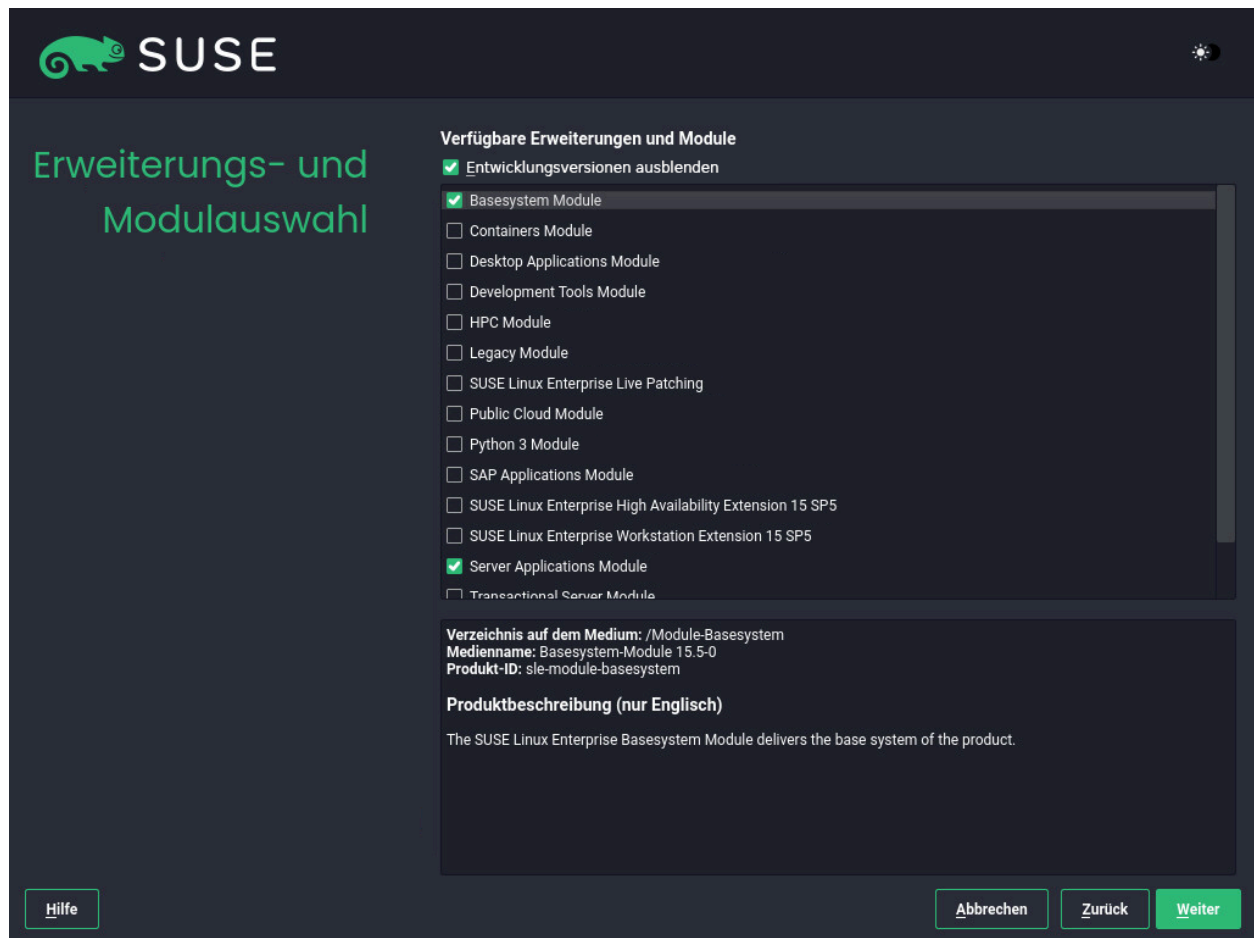 SUSE
Erweiterungs- und
Modulauswahl
Verfügbare Erweiterungen und Module
Entwicklungsversionen ausblenden
Basesystem Module
Containers Module
Desktop Applications Module
Development Tools Module
HPC Module
Legacy Module
SUSE Linux Enterprise Live Patching
Public Cloud Module
Python 3 Module
SAP Applications Module
SUSE Linux Enterprise High Availability Extension 15 SP5
SUSE Linux Enterprise Workstation Extension 15 SP5
Server Applications Module
Transactional Server Module
Verzeichnis auf dem Medium: /Module-Basesystem
Medienname: Basesystem-Module 15.5-0
Produkt-ID: sle-module-basesystem
Produktbeschreibung (nur Englisch)
The SUSE Linux Enterprise Basesystem Module delivers the base system of the product.
Hilfe
Abbrechen
Zurück
Weiter